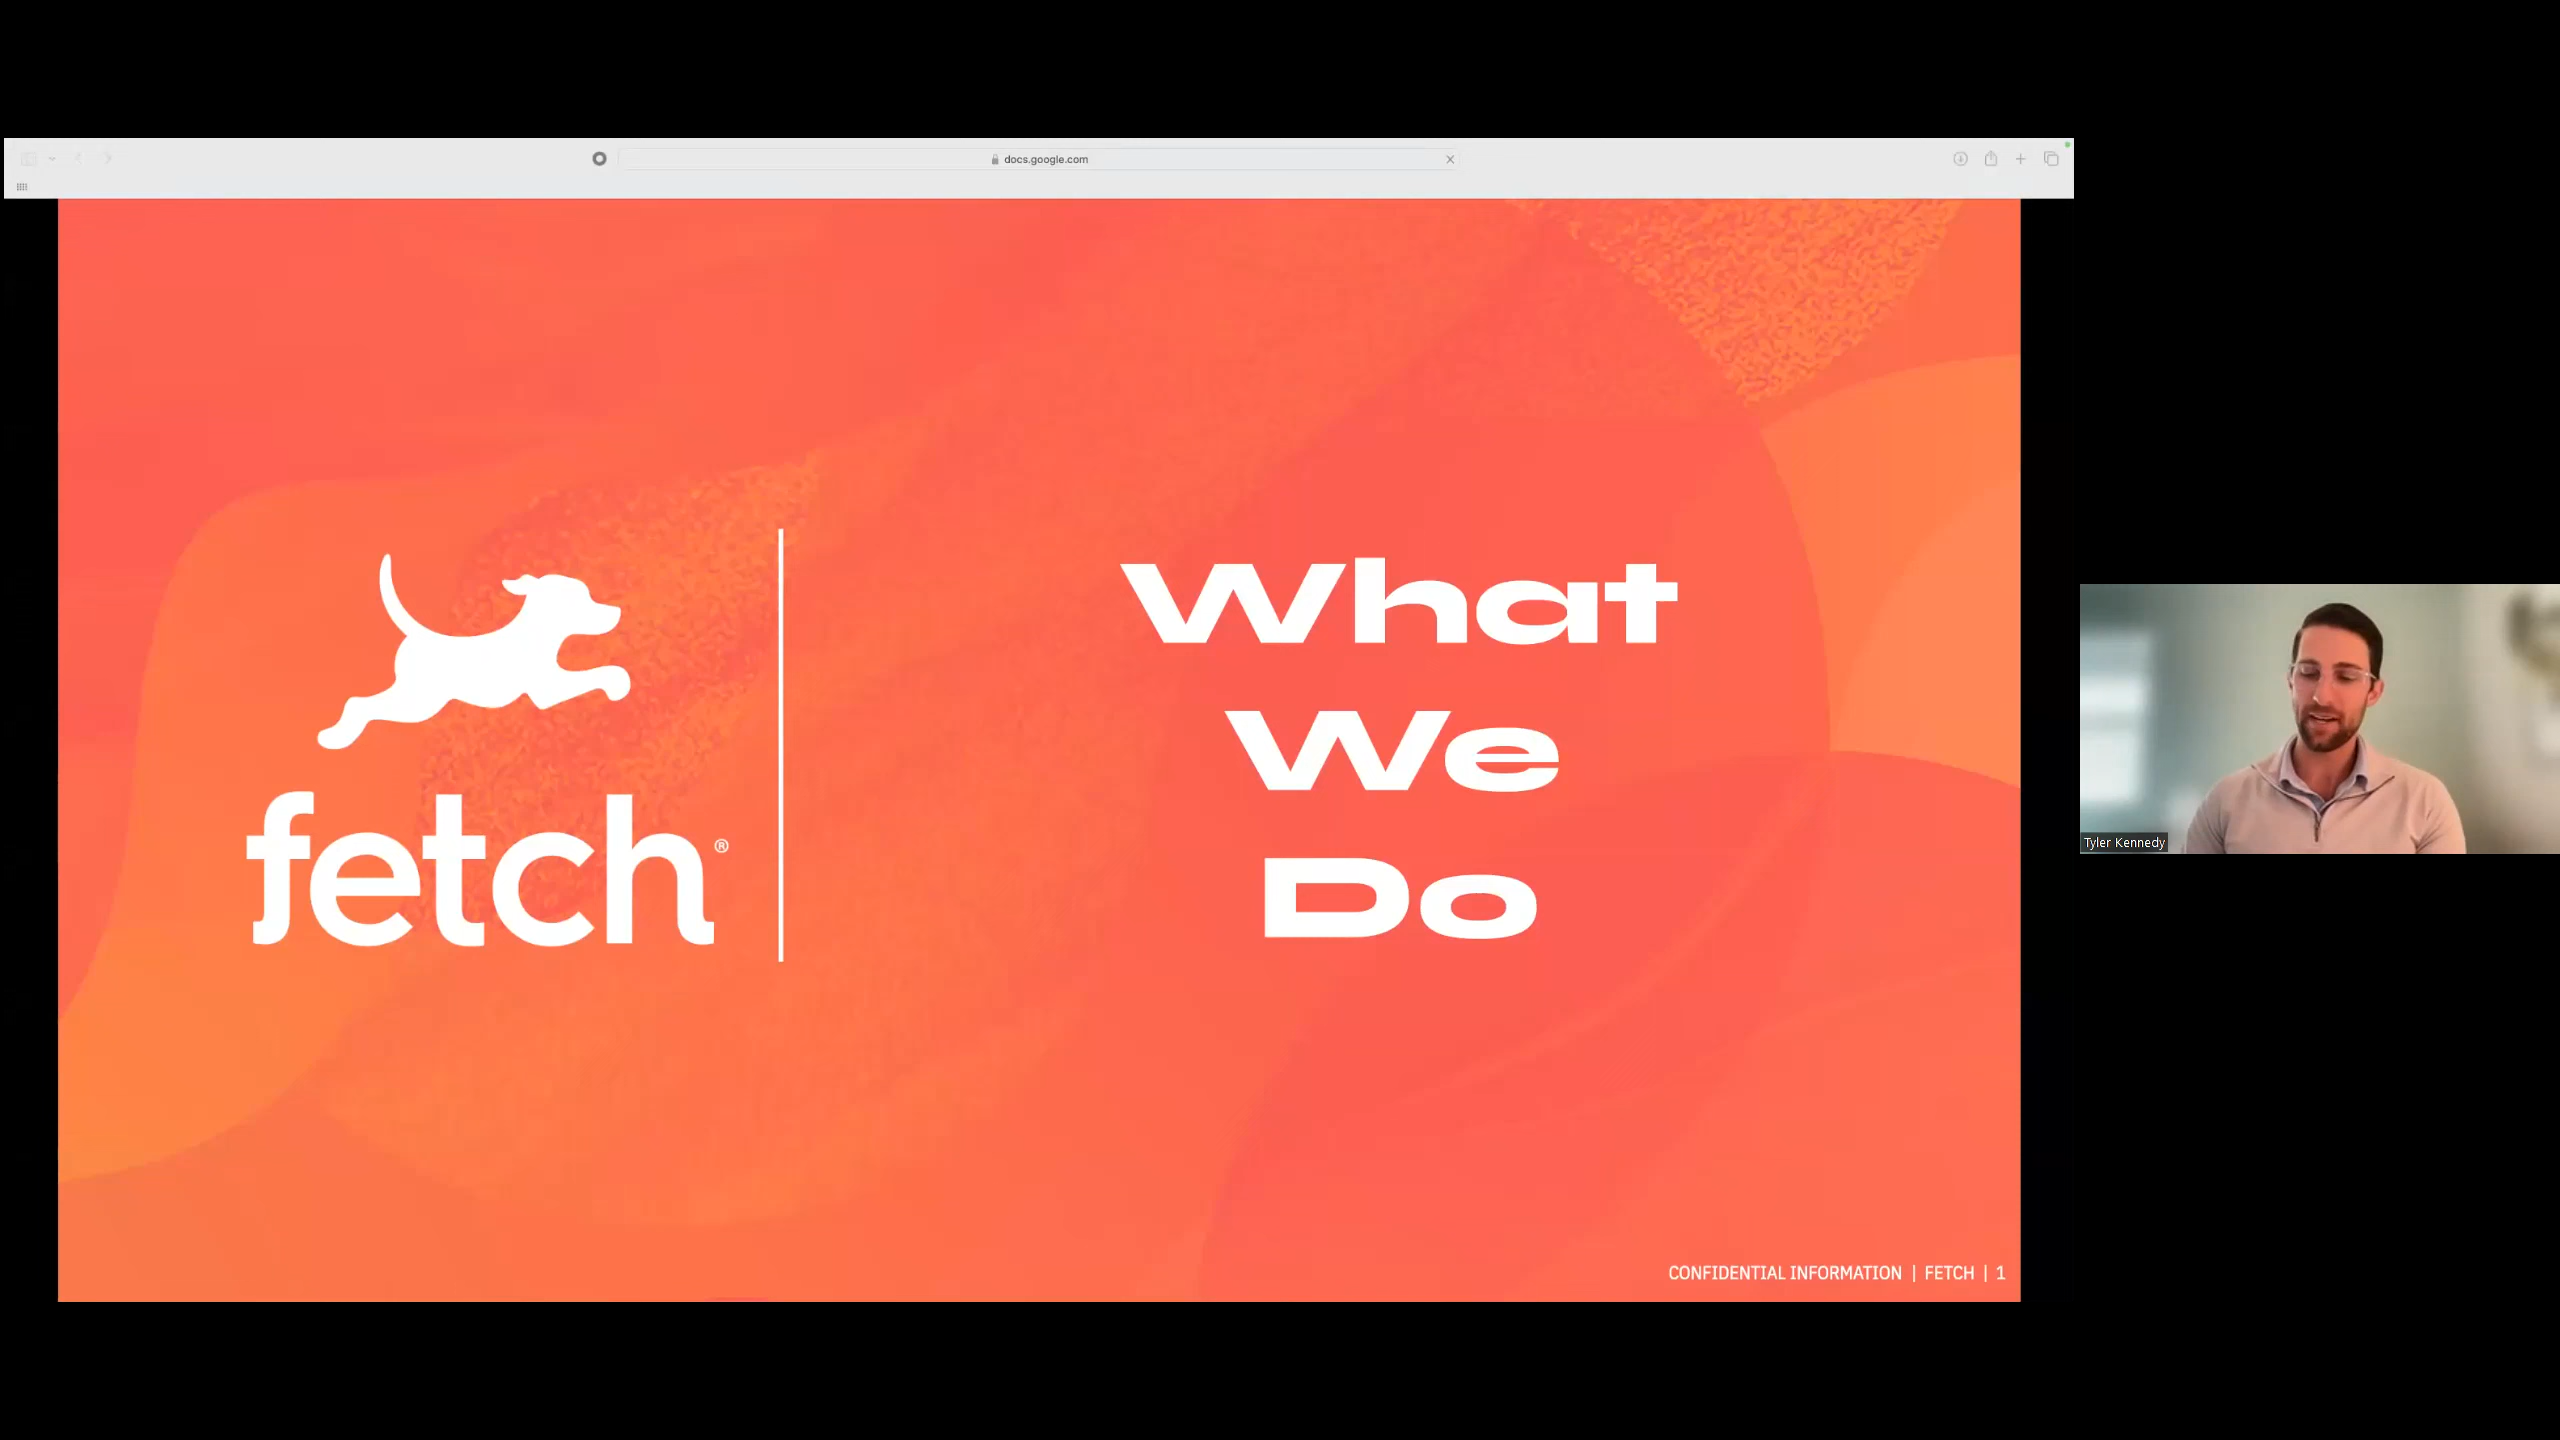 docs.google.com
fetch®
What
We
Do
Tyler Kennedy
CONFIDENTIAL INFORMATION | FETCH | 1